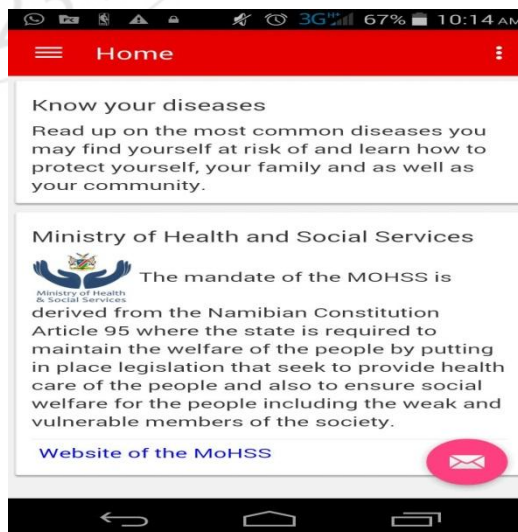 3G H 67% 10:14 AM
Home
Know your diseases
Read up on the most common diseases you
may find yourself at risk of and learn how to
protect yourself, your family and as well as
your community.
Ministry of Health and Social Services
The mandate of the MOHSS is
Ministry of Health
& Social Services
derived from the Namibian Constitution
Article 95 where the state is required to
maintain the welfare of the people by putting
in place legislation that seek to provide health
care of the people and also to ensure social
welfare for the people including the weak and
vulnerable members of the society.
Website of the MoHSS